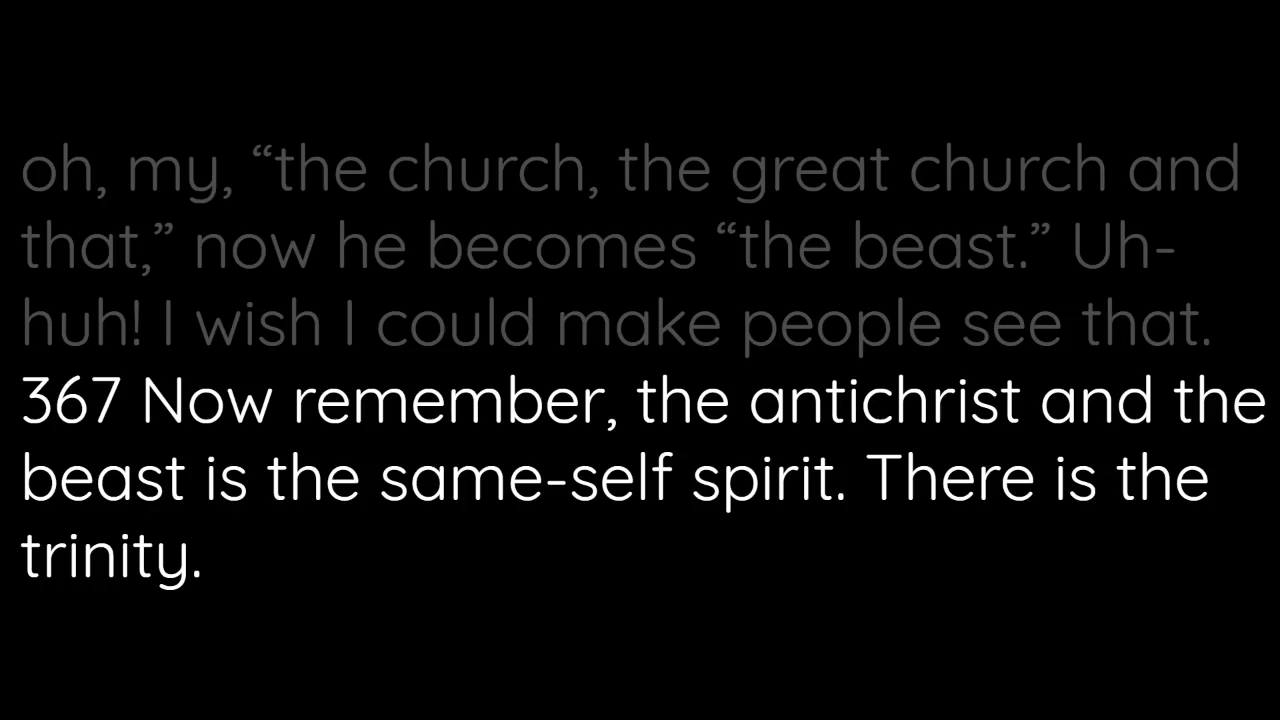 oh, my, “the church, the great church and
that,” now he becomes “the beast.” Uh-
huh! I wish I could make people see that.
367 Now remember, the antichrist and the
beast is the same-self spirit. There is the
trinity.